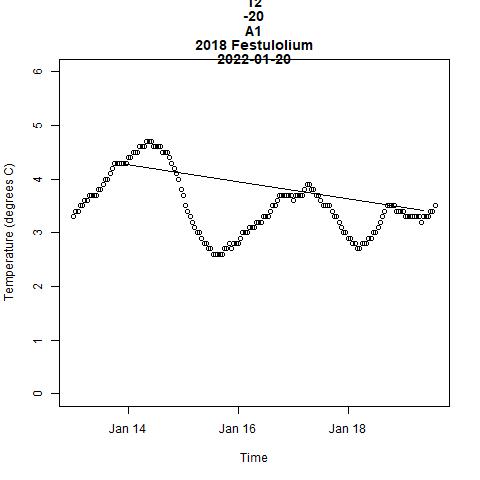 T2
-20
A1
2018 Festulolium
2022-01-20
6
5
4
3
2
1
0
Temperature (degrees C)
Jan 14 Jan 16 Jan 18
Time